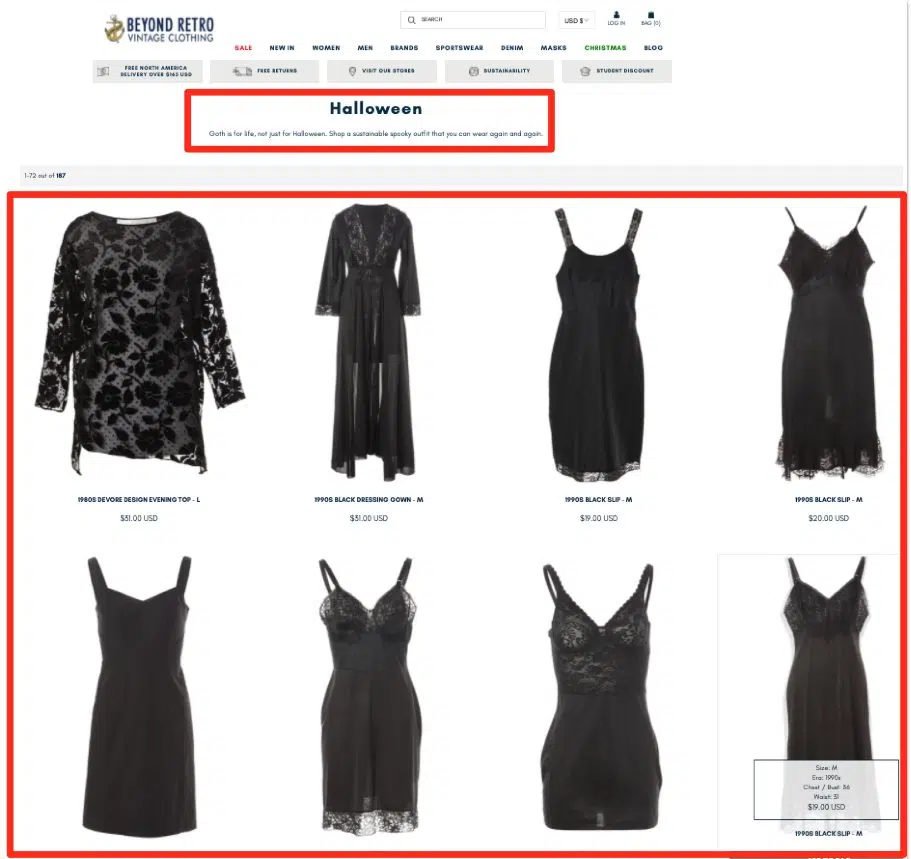 BEYOND RETRO
VINTAGE CLOTHING
SEARCH
USD $
LOG IN
BAG (0)
SALE NEW IN WOMEN MEN BRANDS SPORTSWEAR DENIM MASKS CHRISTMAS BLOG
FREE NORTH AMERICA
DELIVERY OVER $163 USD
FREE RETURNS
VISIT OUR STORES
SUSTAINABILITY
STUDENT DISCOUNT
Halloween
Goth is for life, not just for Halloween. Shop a sustainable spooky outfit that you can wear again and again.
1-72 out of 187
1980S DEVORE DESIGN EVENING TOP - L
$31.00 USD
1990S BLACK DRESSING GOWN - M
$31.00 USD
1990S BLACK SLIP - M
$19.00 USD
1990S BLACK SLIP - M
$20.00 USD
Size: M
Era: 1990s
Chest / Bust: 36
Waist: 31
$19.00 USD
1990S BLACK SLIP - M